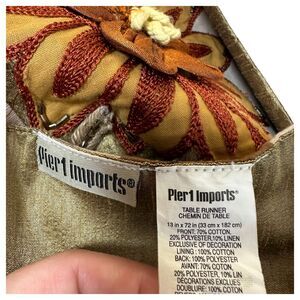 Pier1 imports®
Pier1 imports®
TABLE RUNNER
CHEMIN DE TABLE
13 in x 72 in (33 cm x 182 cm)
FRONT: 70% COTTON,
20% POLYESTER,10% LINEN
EXCLUSIVE OF DECORATION
LINING : 100% COTTON
BACK: 100% POLYESTER
AVANT: 70% COTON,
20% POLYESTER, 10% LIN
DÉCORATIONS EXCLUES
DOUBLURE: 100% COTON